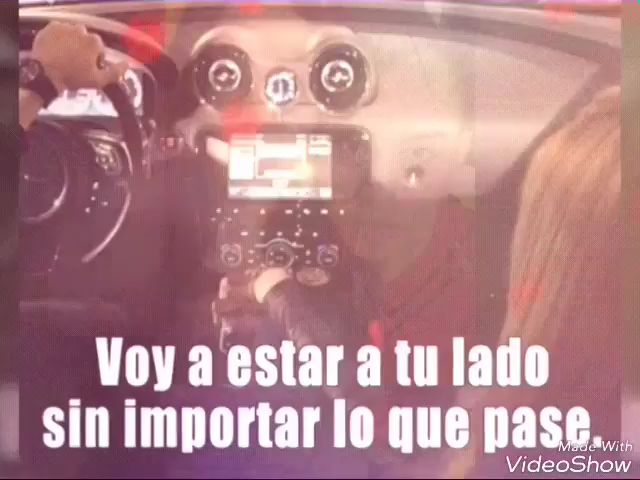 Voy a estar a tu lado
sin importar lo que pase.
Made With
VideoShow